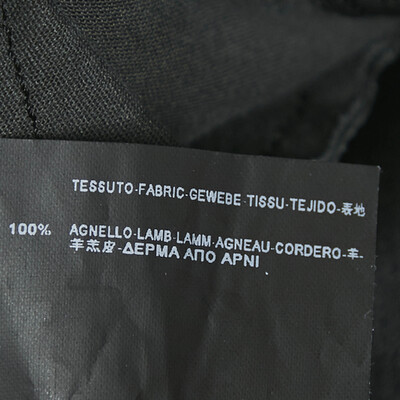 TESSUTO-FABRIC-GEWEBE-TISSU-TEJIDO-表地
100% AGNELLO-LAMB-LAMM-AGNEAU-CORDERO-羊-
羊羔皮-ΔΕΡΜΑ ΑΠΟ ΑΡΝΙ